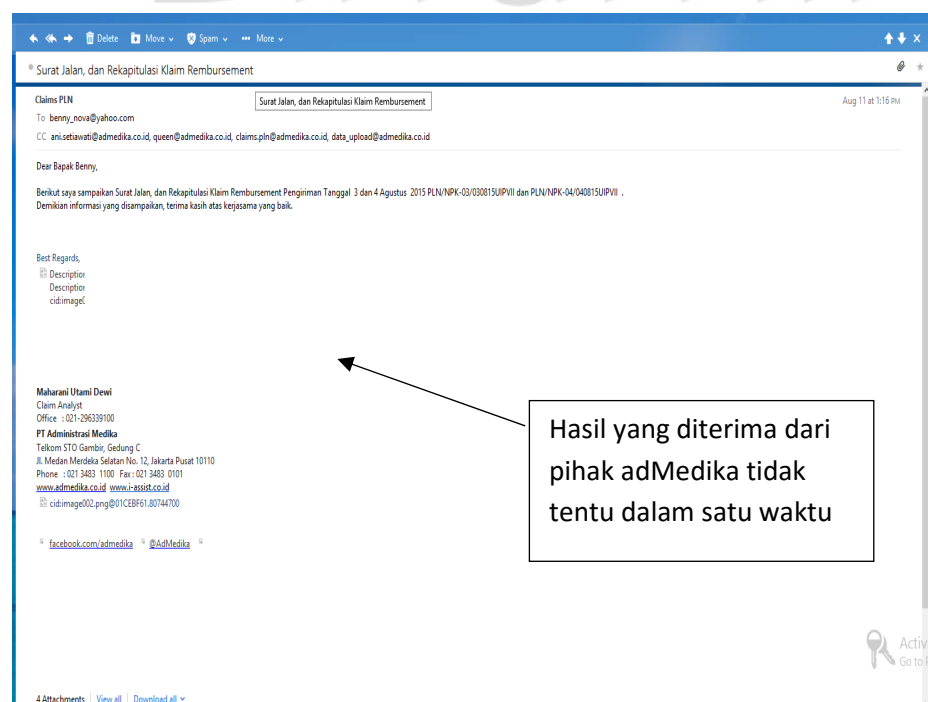 Delete Move Spam More
Surat Jalan, dan Rekapitulasi Klaim Rembursement
Claims PLN
Surat Jalan, dan Rekapitulasi Klaim Rembursement
Aug 11 at 1:16 PM
To benny_nova@yahoo.com
CC ani.setiawati@admedika.co.id, queen@admedika.co.id, claims.pln@admedika.co.id, data_upload@admedika.co.id
Dear Bapak Benny,
Berikut saya sampaikan Surat Jalan, dan Rekapitulasi Klaim Rembursement Pengiriman Tanggal 3 dan 4 Agustus 2015 PLN/NPK-03/030815UIPVII dan PLN/NPK-04/040815UIPVII .
Demikian informasi yang disampaikan, terima kasih atas kerjasama yang baik.
Best Regards,
Description
Description
cid:image
Maharani Utami Dewi
Claim Analyst
Office : 021-296339100
PT Administrasi Medika
Telkom STO Gambir, Gedung C
Jl. Medan Merdeka Selatan No. 12, Jakarta Pusat 10110
Phone : 021 3483 1100 Fax : 021 3483 0101
www.admedika.co.id www.i-assist.co.id
cid:image002.png@01CEBF61.80744700
facebook.com/admedika @AdMedika
Hasil yang diterima dari
pihak adMedika tidak
tentu dalam satu waktu
Activ
Go to
4 Attachments View all Download all